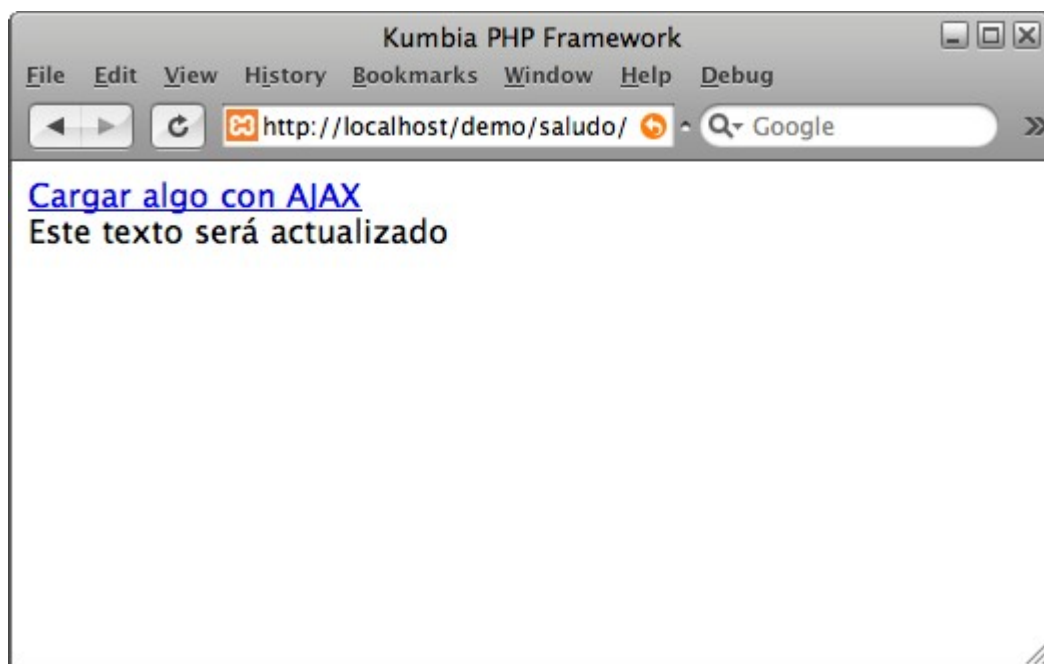 Kumbia PHP Framework
File Edit View History Bookmarks Window Help Debug
http://localhost/demo/saludo/ Google
Cargar algo con AJAX
Este texto será actualizado